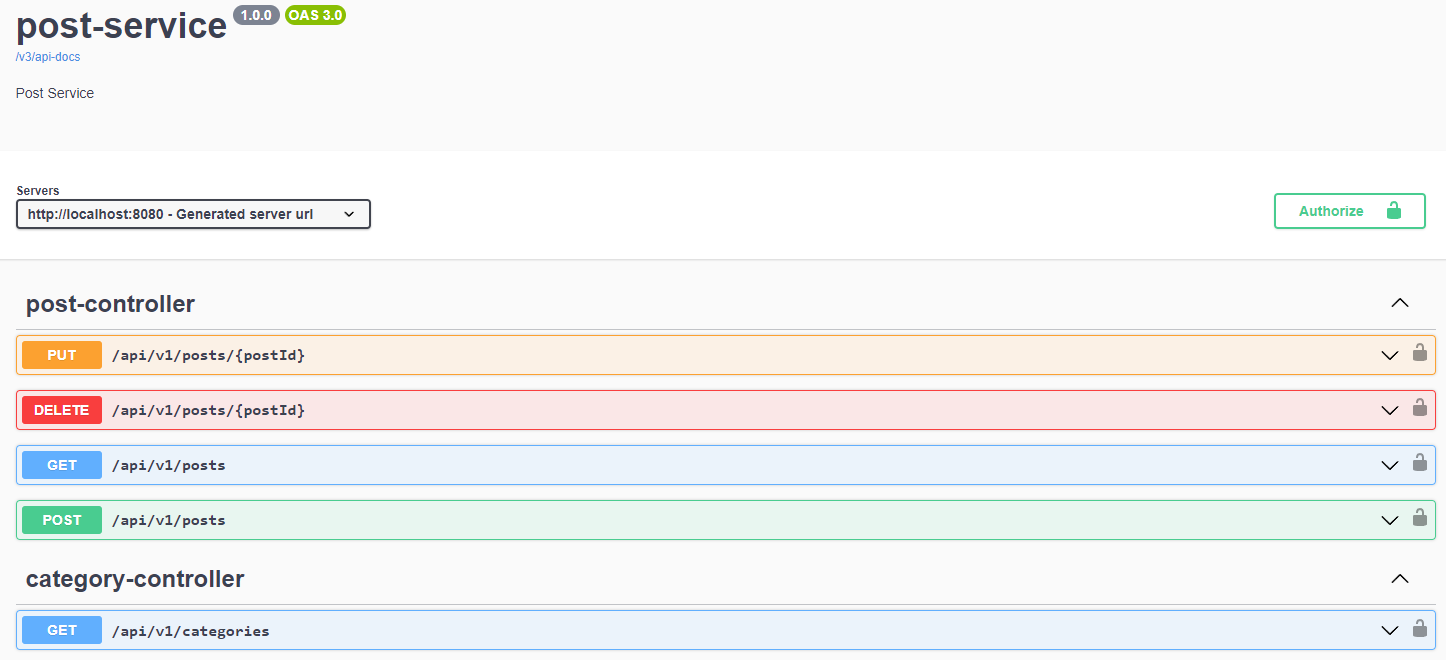 post-service 1.0.0 OAS 3.0
/v3/api-docs
Post Service
Servers
http://localhost:8080 - Generated server url
Authorize
post-controller
PUT /api/v1/posts/{postId}
DELETE /api/v1/posts/{postId}
GET /api/v1/posts
POST /api/v1/posts
category-controller
GET /api/v1/categories